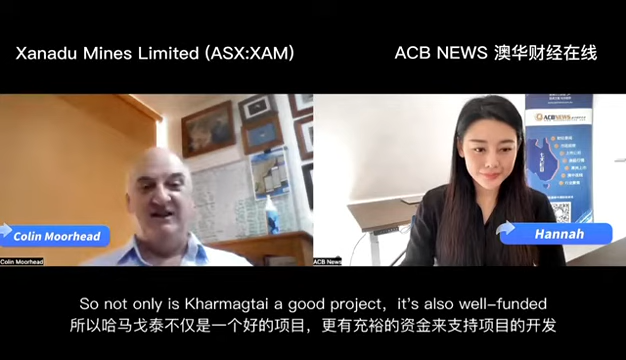 Xanadu Mines Limited (ASX:XAM)
ACB NEWS 澳华财经在线
ACBNEWS
Colin Moorhead
Hannah
Colin Moorhead
ACB News
So not only is Kharmagtai a good project, it's also well-funded
所以哈马戈泰不仅是一个好的项目，更有充裕的资金来支持项目的开发